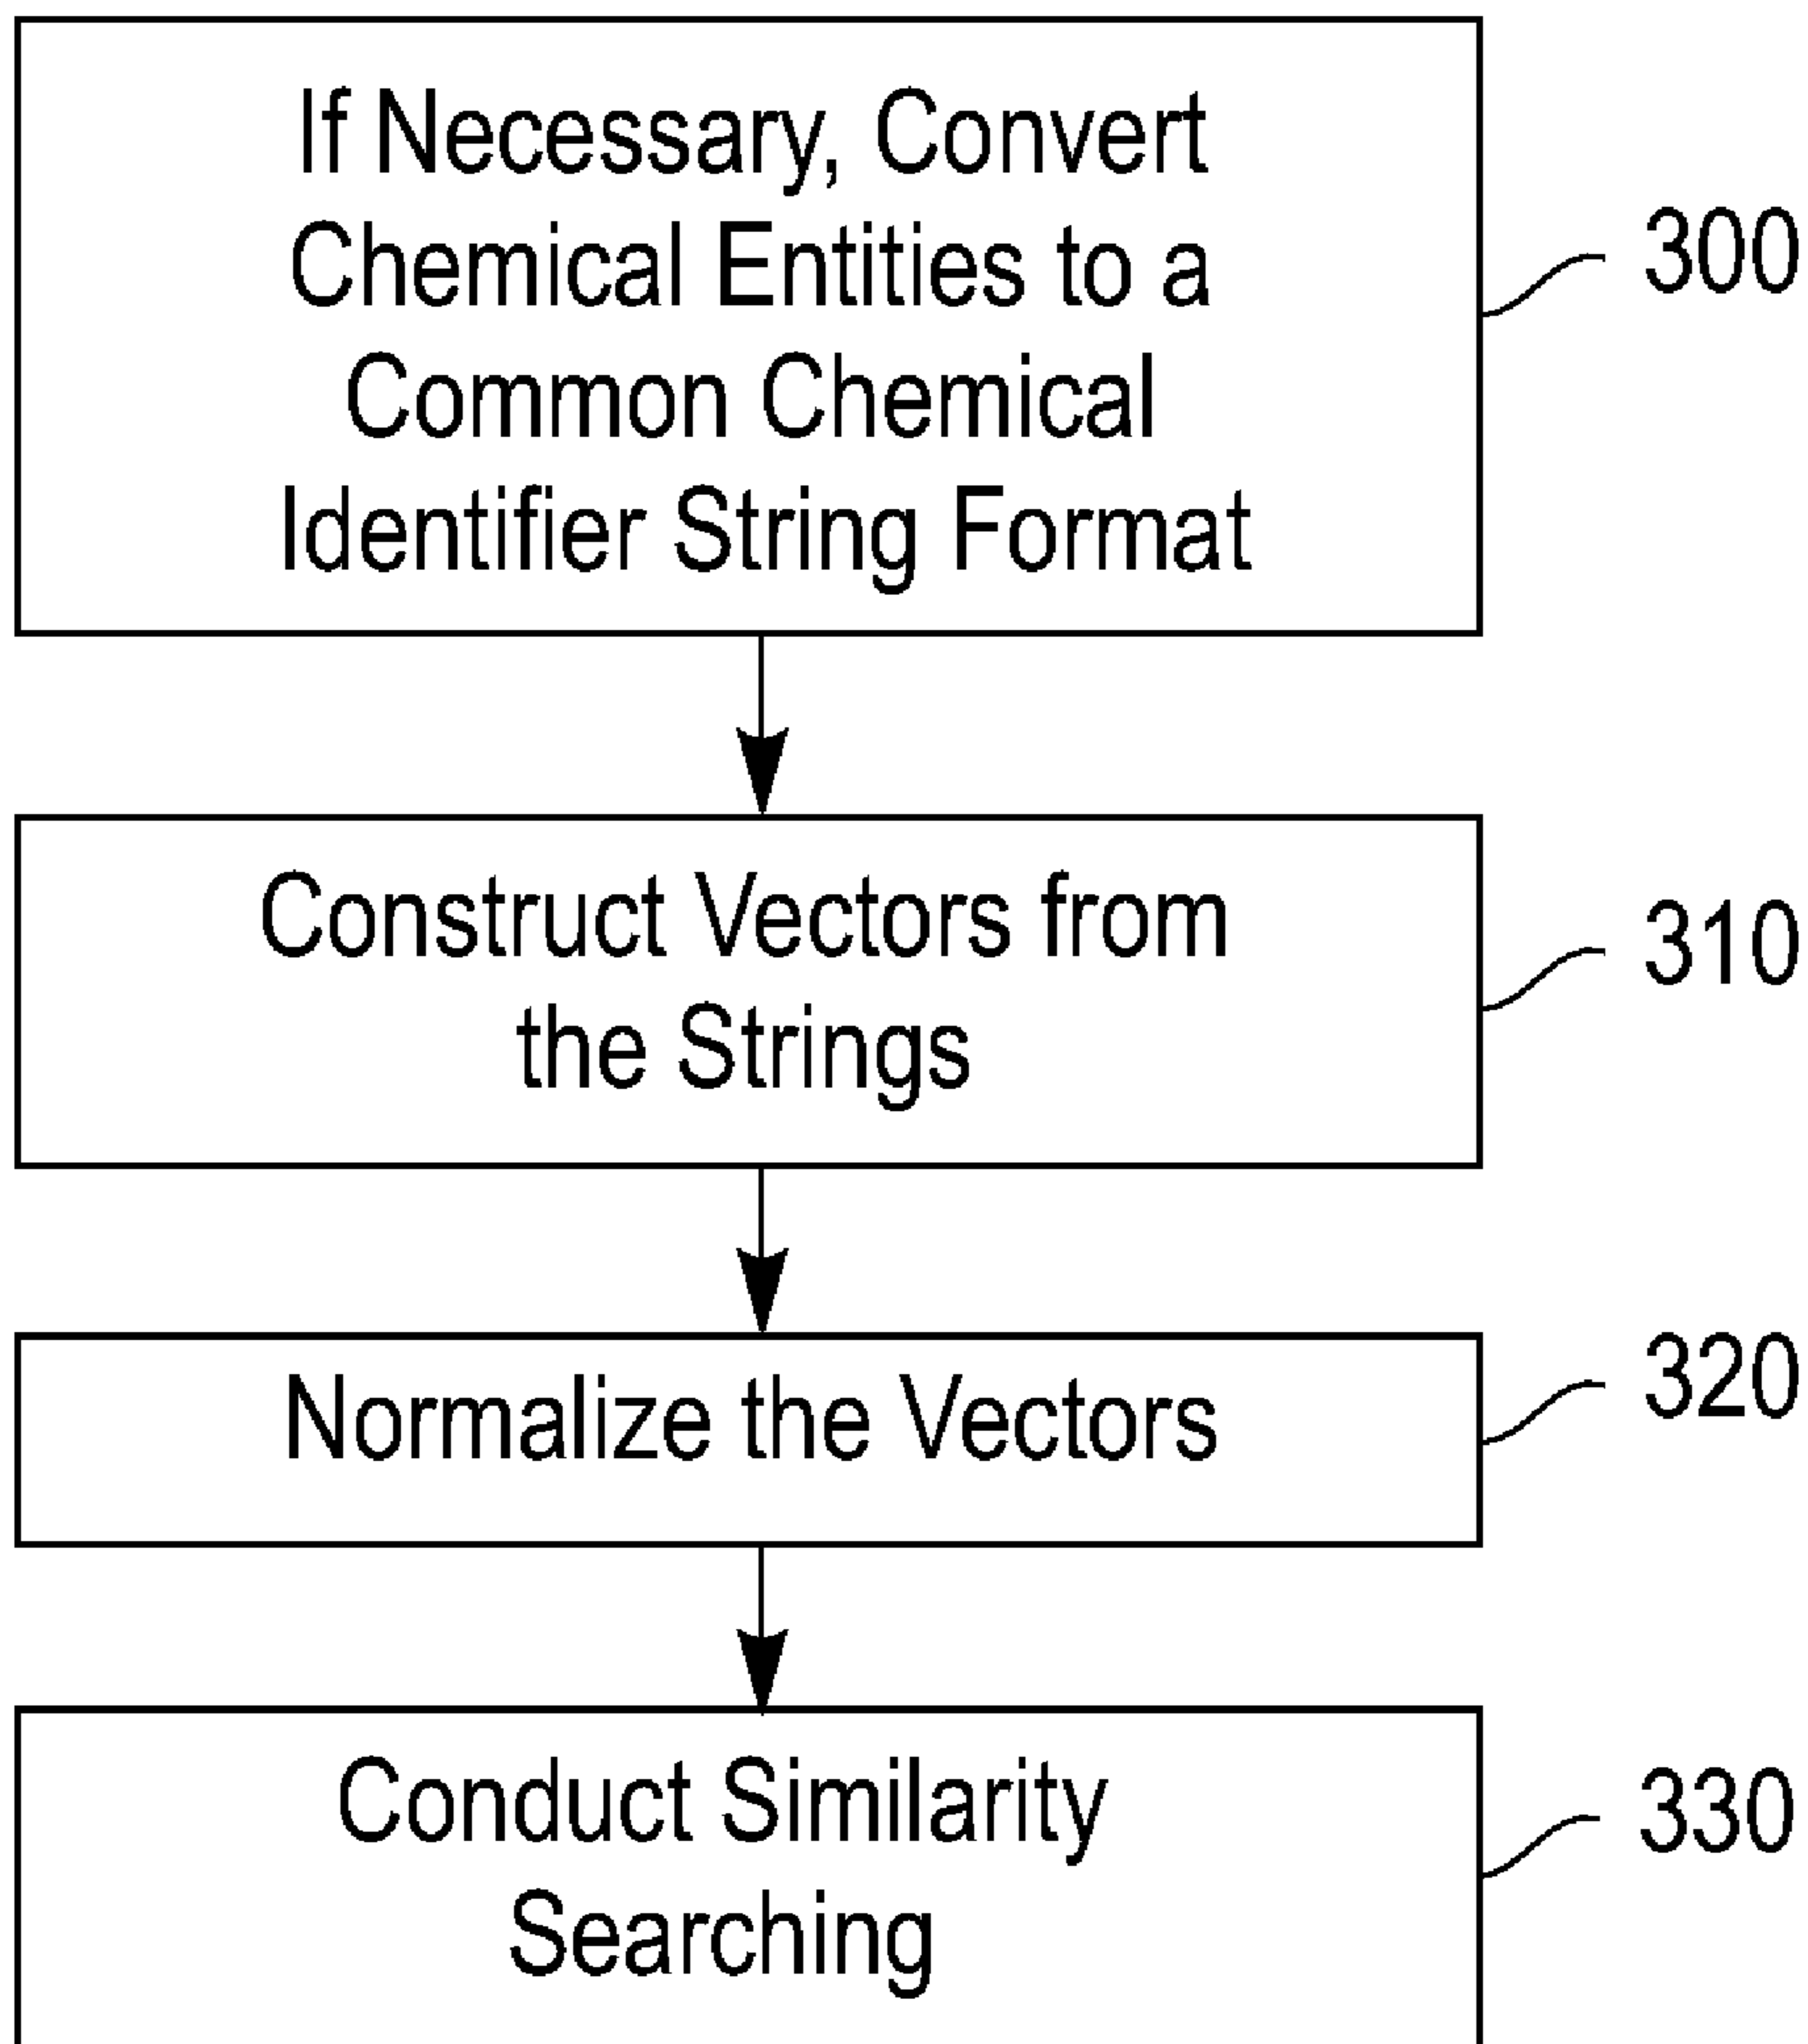 If Necessary, Convert
Chemical Entities to a
Common Chemical
Identifier String Format
300
Construct Vectors from
the Strings
310
Normalize the Vectors
320
Conduct Similarity
Searching
330